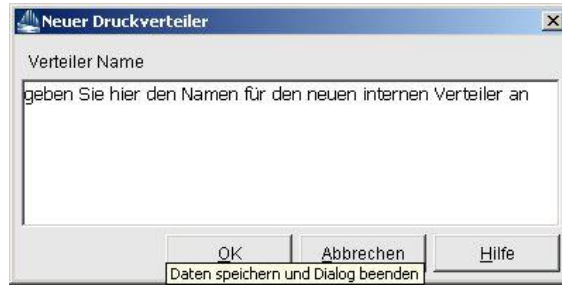 Neuer Druckverteiler
Verteiler Name
geben Sie hier den Namen für den neuen internen Verteiler an
OK Abbrechen Hilfe
Daten speichern und Dialog beenden